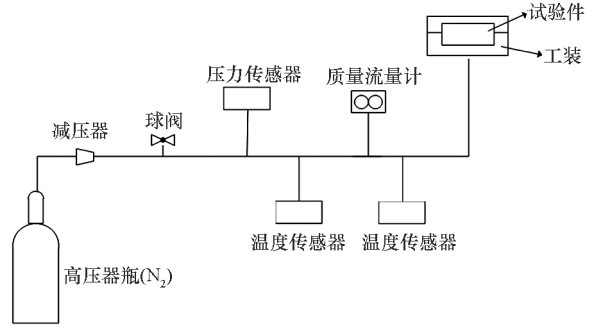 试验件
工装
压力传感器
质量流量计
球阀
减压器
温度传感器
温度传感器
高压器瓶(N₂)